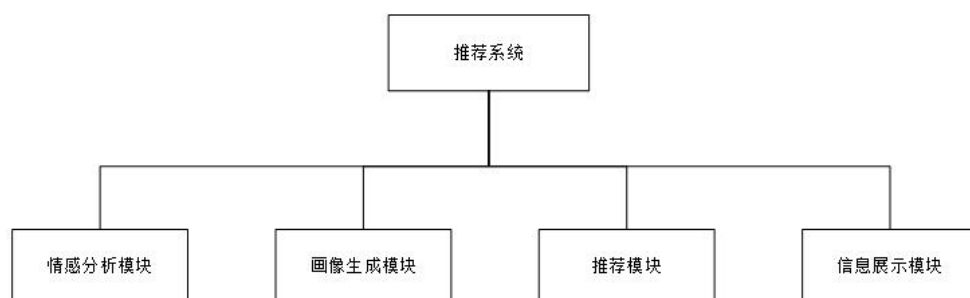 推荐系统
情感分析模块
画像生成模块
推荐模块
信息展示模块